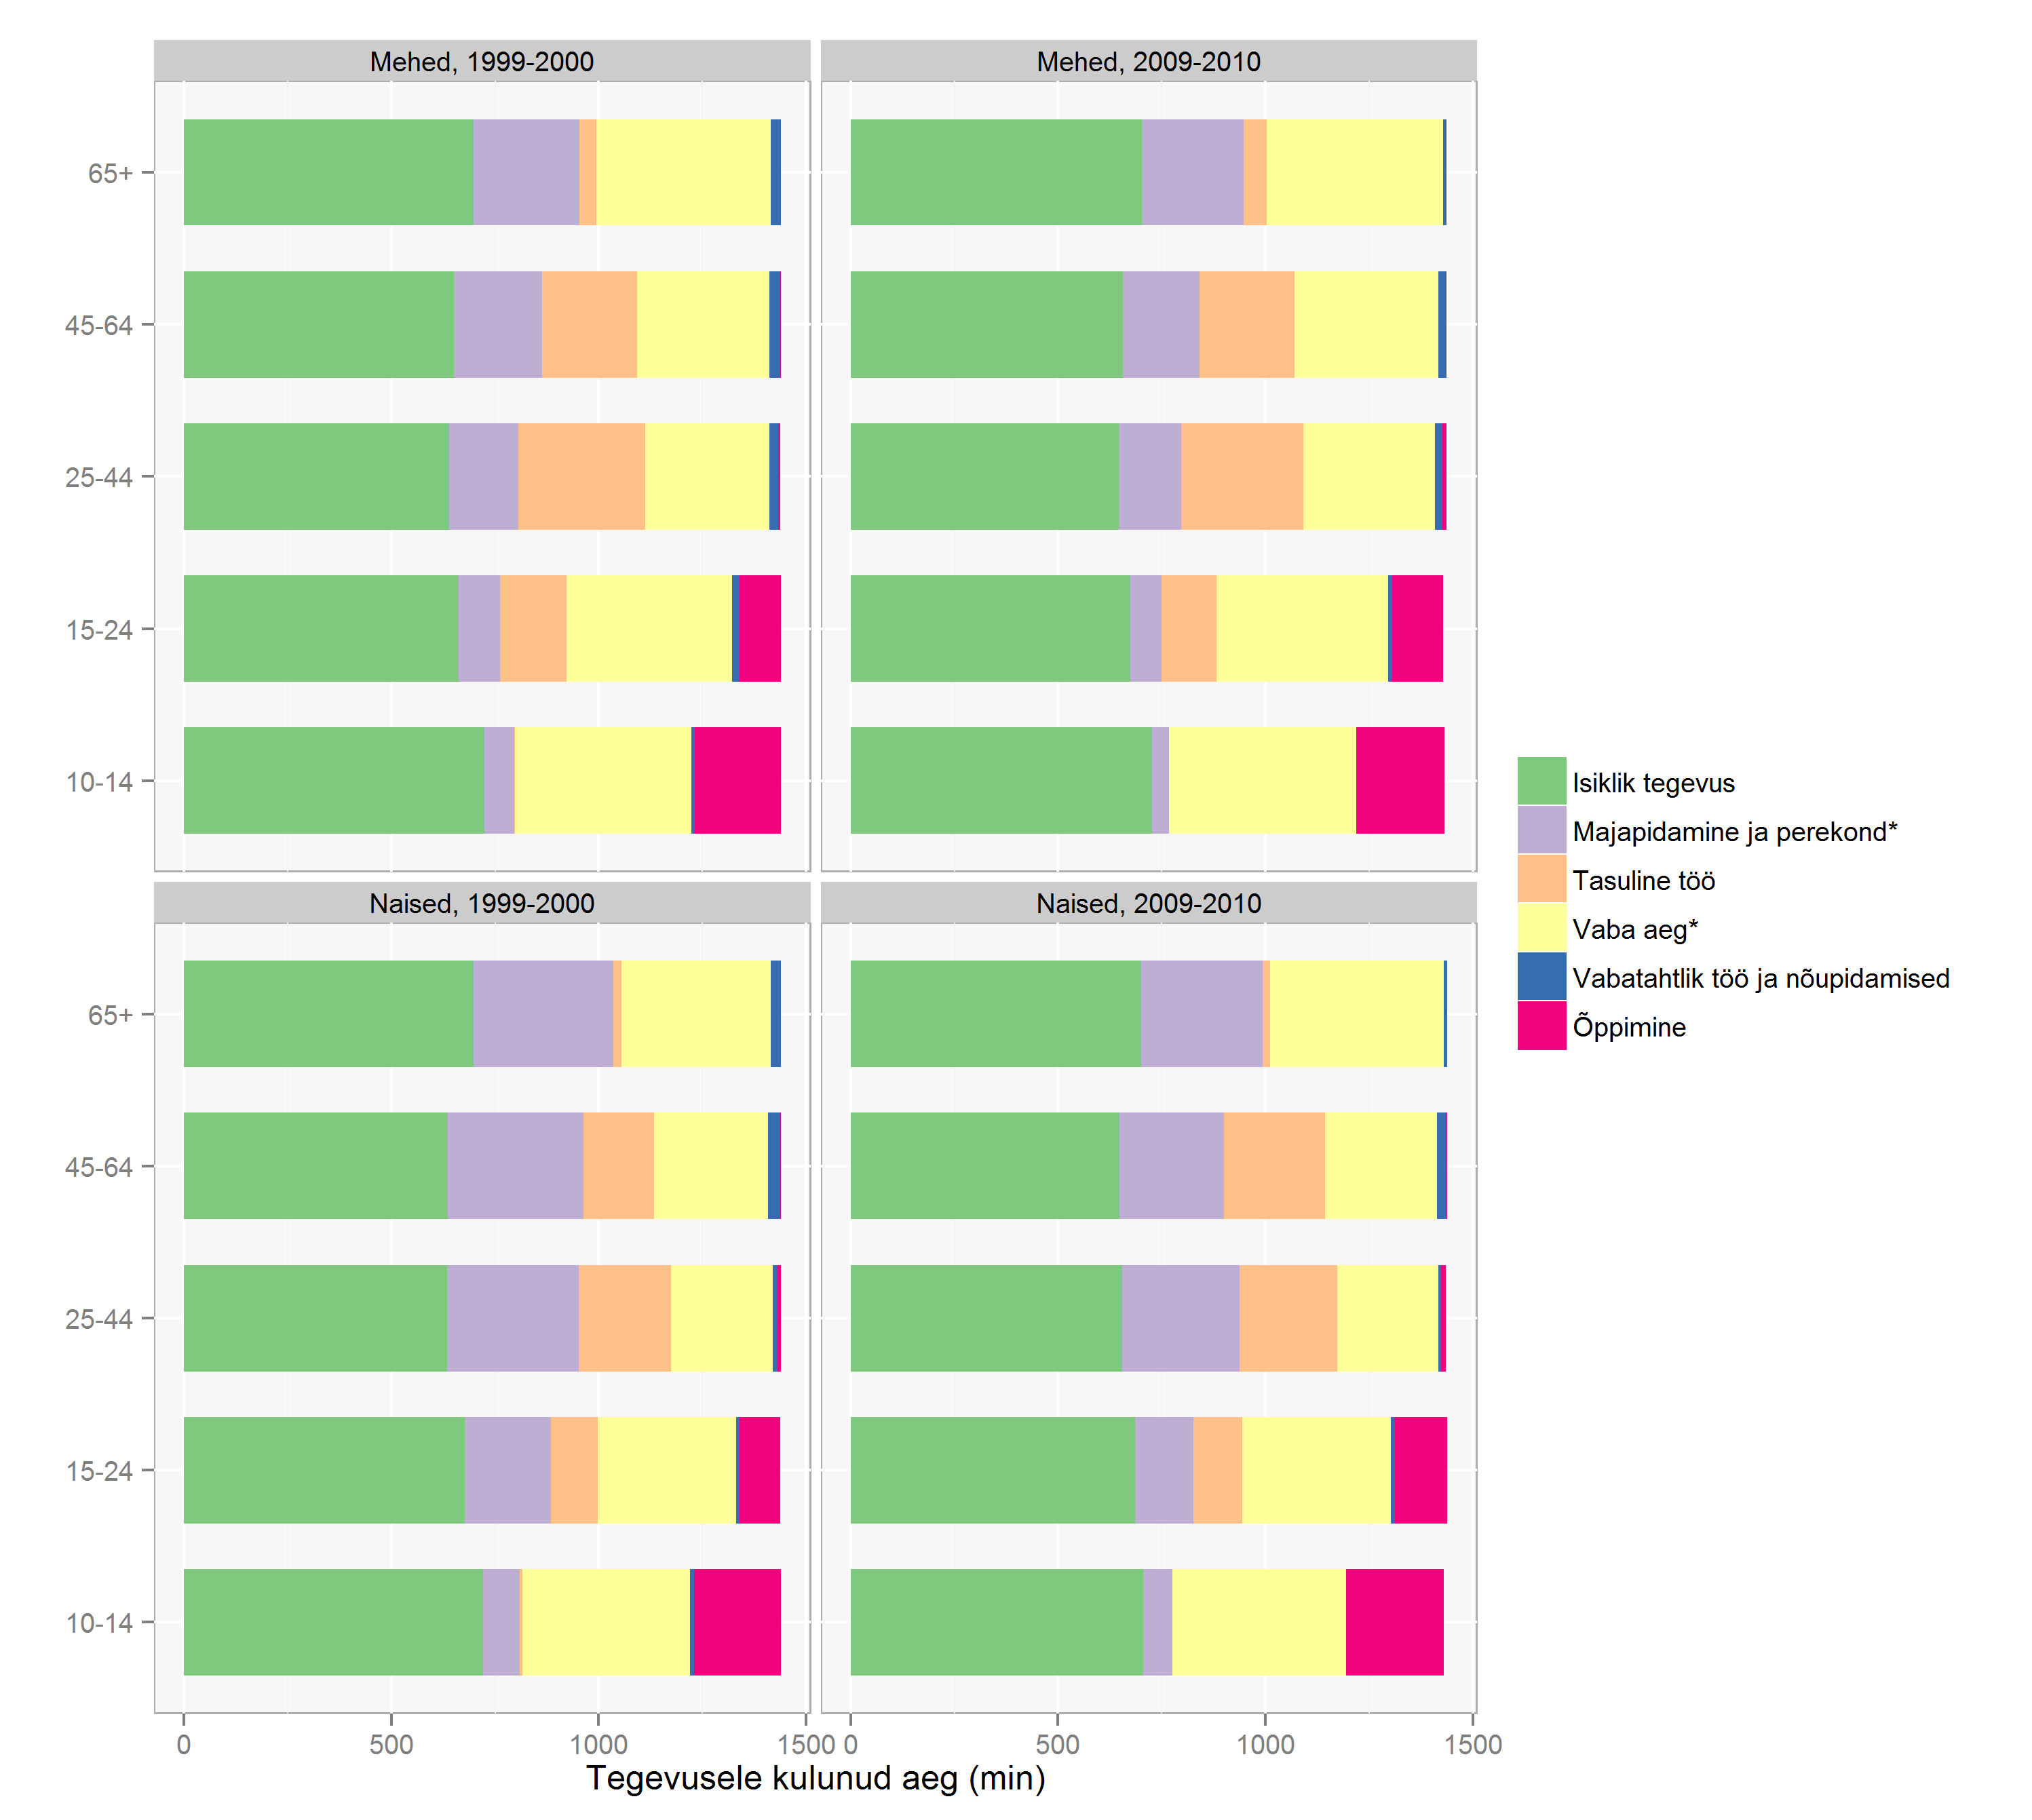 Mehed, 1999-2000
Mehed, 2009-2010
65+
45-64
25-44
15-24
10-14
Naised, 1999-2000
Naised, 2009-2010
65+
45-64
25-44
15-24
10-14
0 500 1000 1500
0 500 1000 1500
Tegevusele kulunud aeg (min)
Isiklik tegevus
Majapidamine ja perekond*
Tasuline töö
Vaba aeg*
Vabatahtlik töö ja nõupidamised
Õppimine